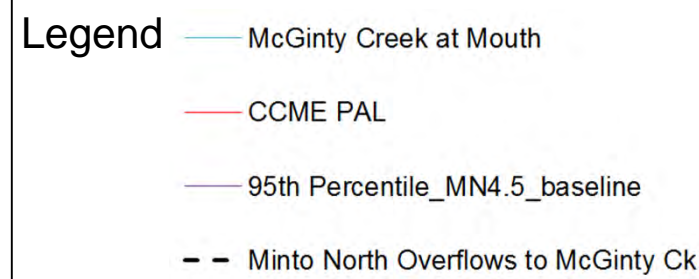 Legend McGinty Creek at Mouth
CCME PAL
95th Percentile_MN4.5_baseline
Minto North Overflows to McGinty Ck